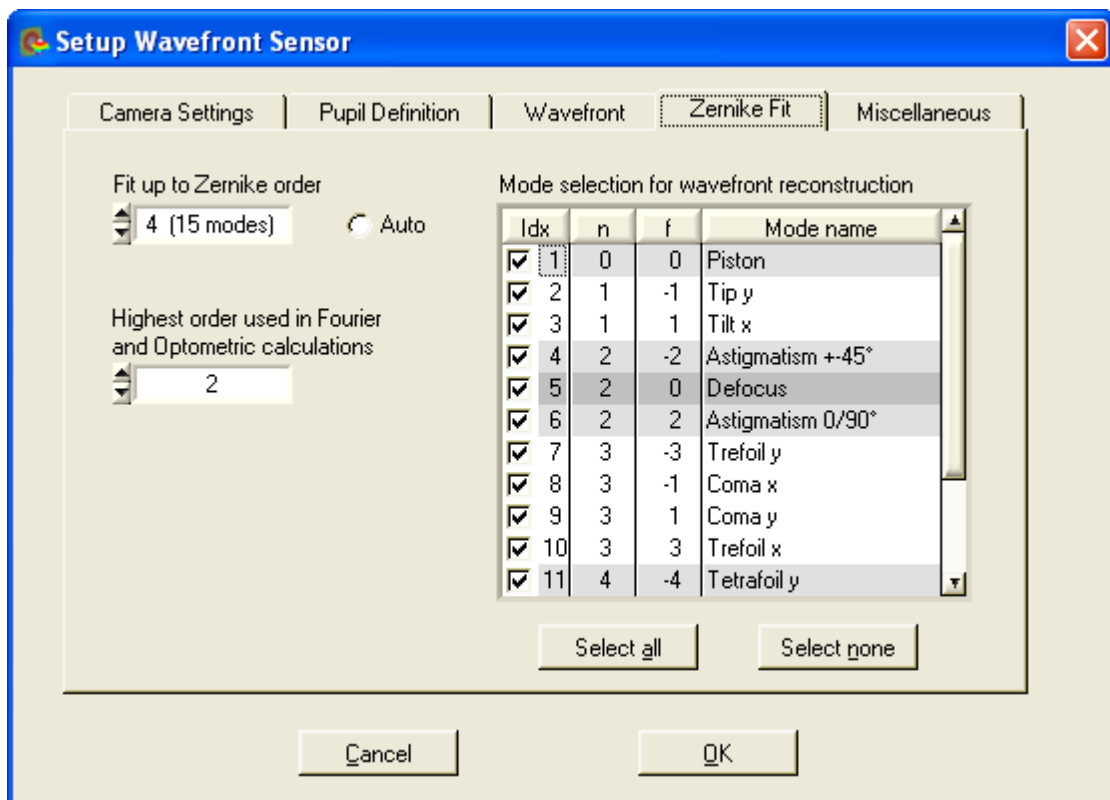 Setup Wavefront Sensor
Camera Settings Pupil Definition Wavefront Zernike Fit Miscellaneous
Fit up to Zernike order
4 (15 modes) Auto
Highest order used in Fourier
and Optometric calculations
2
Mode selection for wavefront reconstruction
Idx n f Mode name
1 0 0 Piston
2 1 -1 Tip y
3 1 1 Tilt x
4 2 -2 Astigmatism +-45°
5 2 0 Defocus
6 2 2 Astigmatism 0/90°
7 3 -3 Trefoil y
8 3 -1 Coma x
9 3 1 Coma y
10 3 3 Trefoil x
11 4 -4 Tetrafoil y
Select all Select none
Cancel OK